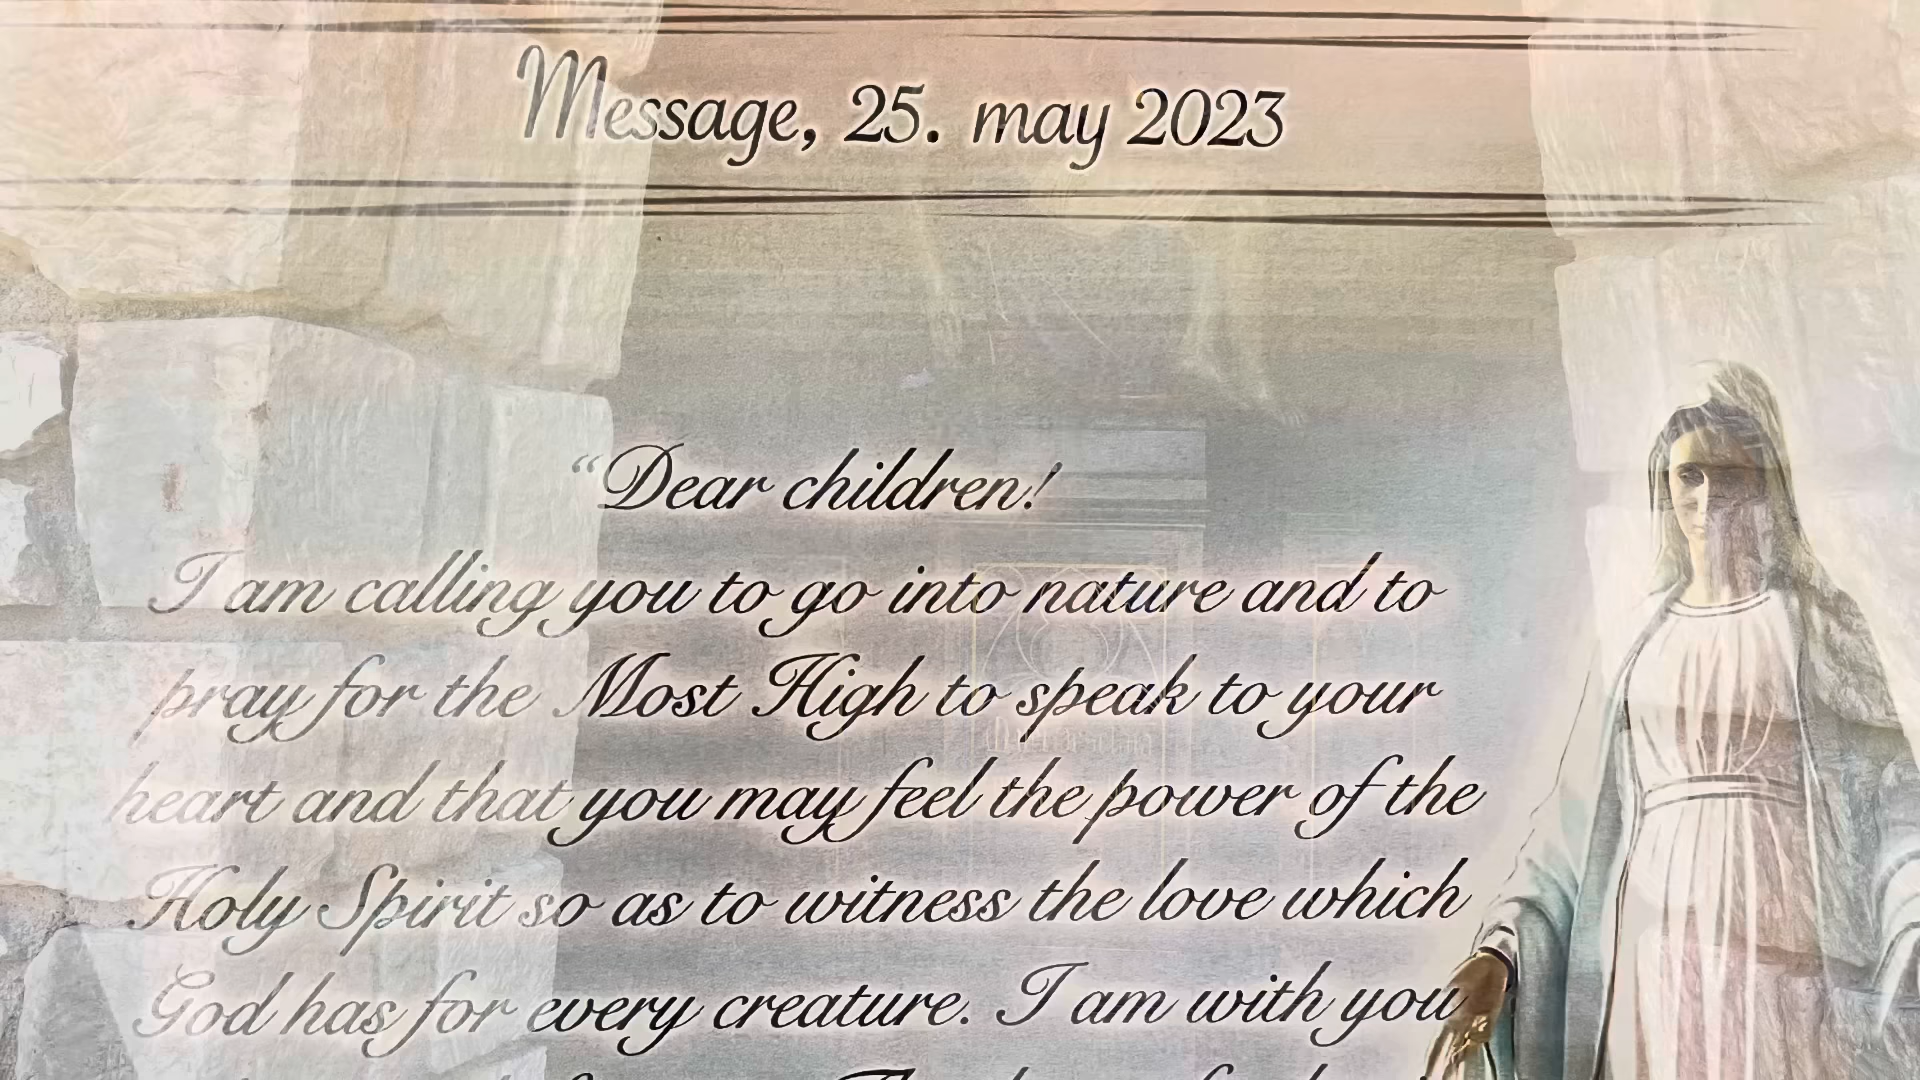 Message, 25. may 2023
“Dear children!
I am calling you to go into nature and to
pray for the Most High to speak to your
heart and that you may feel the power of the
Holy Spirit so as to witness the love which
God has for every creature. I am with you